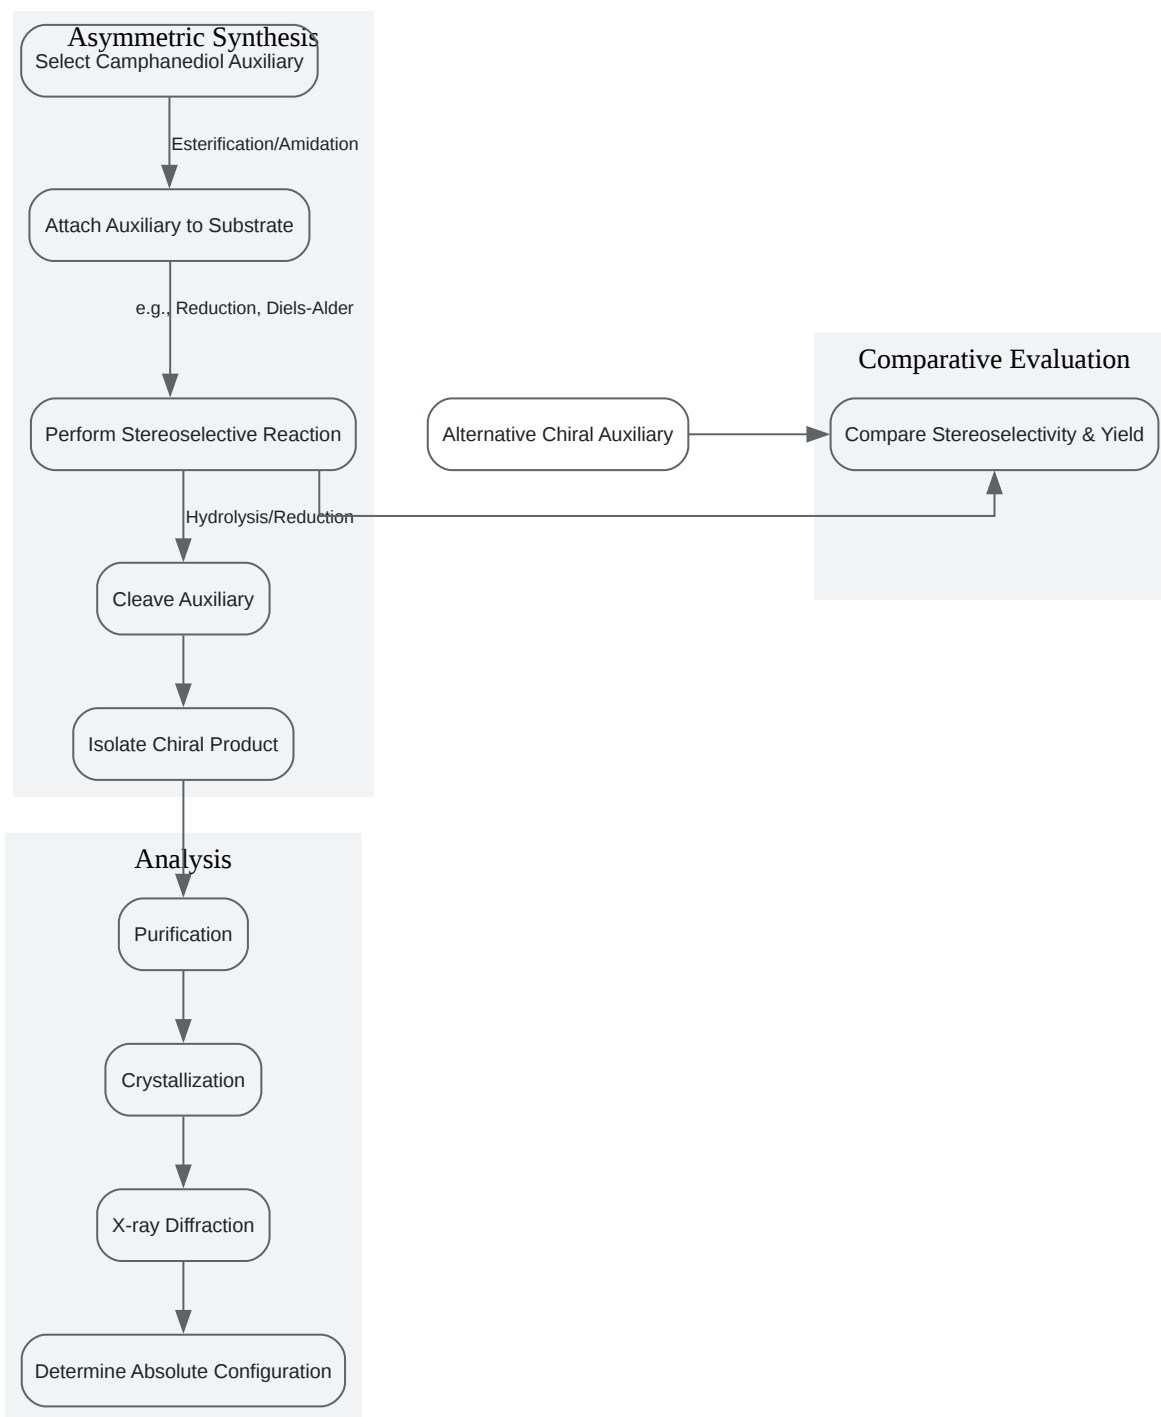 Asymmetric Synthesis
Select Camphanediol Auxiliary
Esterification/Amidation
Attach Auxiliary to Substrate
e.g., Reduction, Diels-Alder
Comparative Evaluation
Perform Stereoselective Reaction
Alternative Chiral Auxiliary
Compare Stereoselectivity & Yield
Hydrolysis/Reduction
Cleave Auxiliary
Isolate Chiral Product
Analysis
Purification
Crystallization
X-ray Diffraction
Determine Absolute Configuration